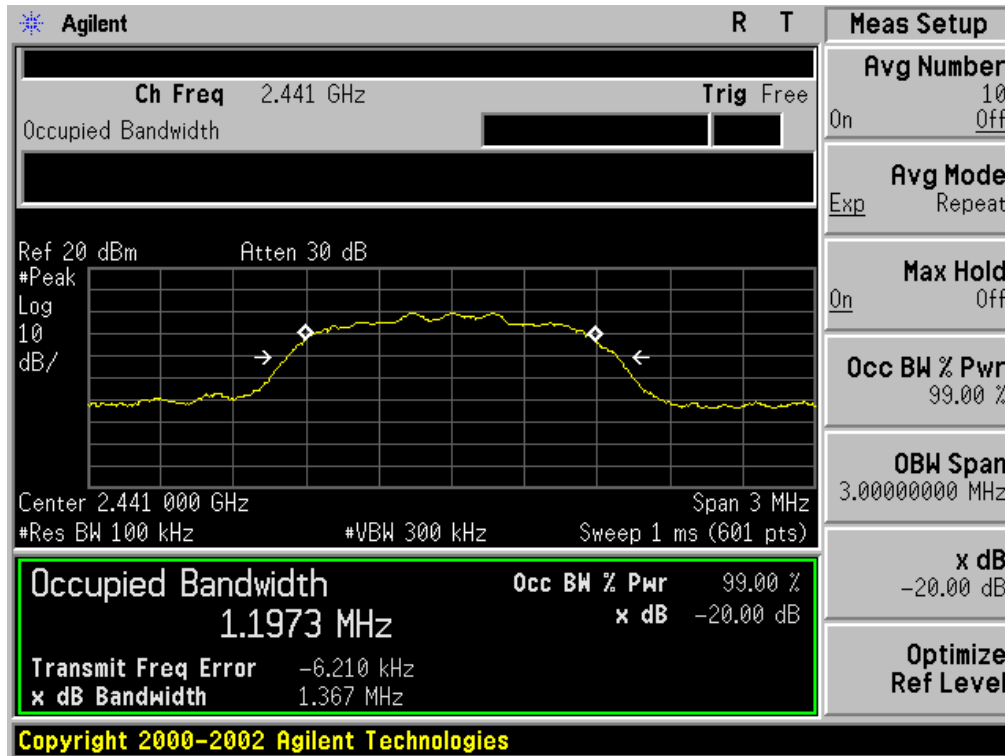 Agilent R T
Ch Freq 2.441 GHz Trig Free
Occupied Bandwidth
Ref 20 dBm Atten 30 dB
#Peak
Log
10
dB/
Center 2.441 000 GHz Span 3 MHz
#Res BW 100 kHz #VBW 300 kHz Sweep 1 ms (601 pts)
Occupied Bandwidth Occ BW % Pwr 99.00 %
1.1973 MHz x dB -20.00 dB
Transmit Freq Error -6.210 kHz
x dB Bandwidth 1.367 MHz
Copyright 2000-2002 Agilent Technologies
Meas Setup
Avg Number
10
On Off
Avg Mode
Exp Repeat
Max Hold
On Off
Occ BW % Pwr
99.00 %
OBW Span
3.00000000 MHz
x dB
-20.00 dB
Optimize
Ref Level